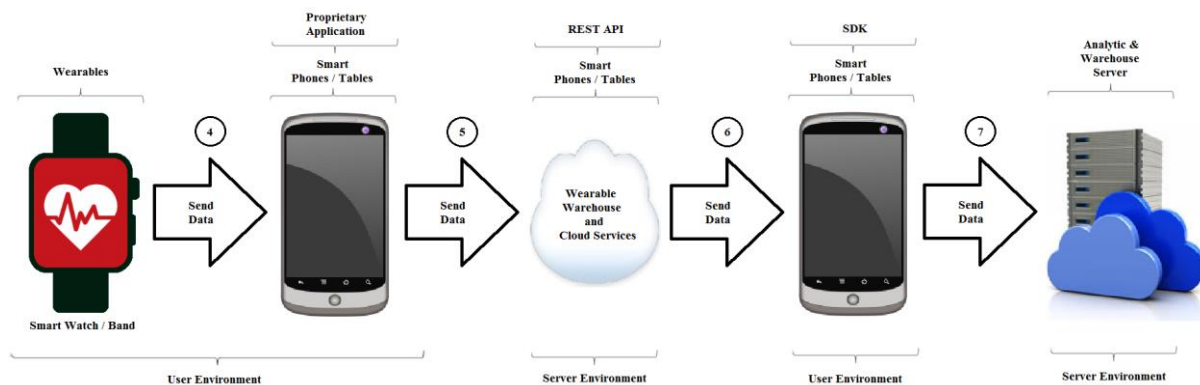 Wearables
Smart Watch / Band
4
Send
Data
Proprietary
Application
Smart
Phones / Tables
5
Send
Data
REST API
Smart
Phones / Tables
Wearable
Warehouse
and
Cloud Services
6
Send
Data
SDK
Smart
Phones / Tables
7
Send
Data
Analytic &
Warehouse
Server
User Environment
Server Environment
User Environment
Server Environment